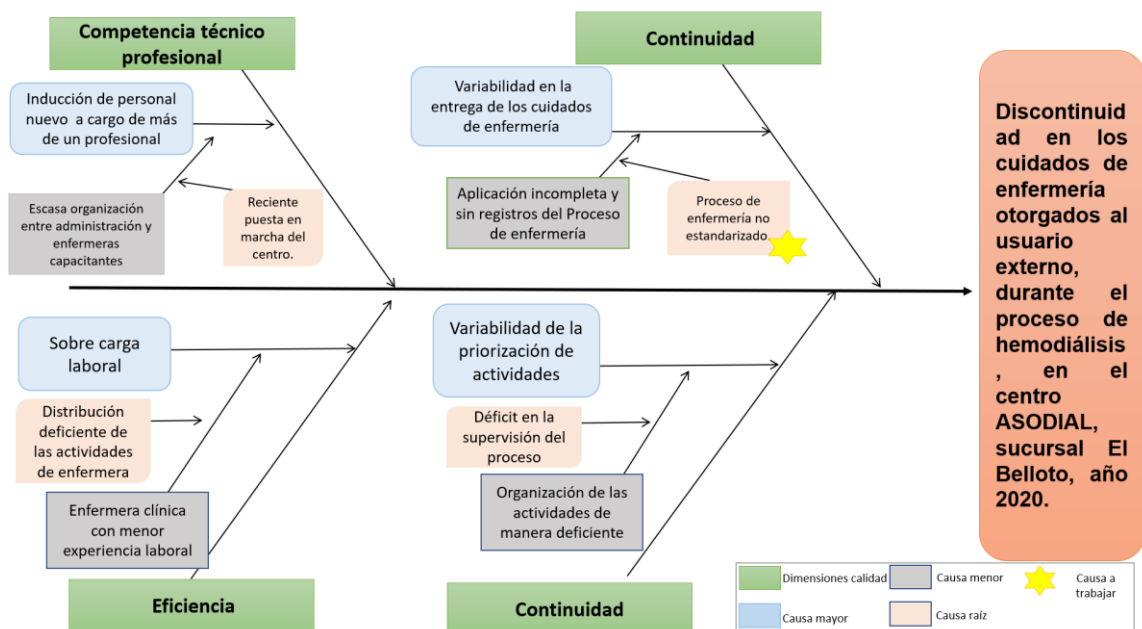 Competencia técnico
profesional
Continuidad
Inducción de personal
nuevo  a cargo de más
de un profesional
Variabilidad en la
entrega de los cuidados
de enfermería
Escasa organización
entre administración y
enfermeras
capacitantes
Reciente
puesta en
marcha del
centro.
Aplicación incompleta y
sin registros del Proceso
de enfermería
Proceso de
enfermería no
estandarizado.
Sobre carga
laboral
Variabilidad de la
priorización de
actividades
Distribución
deficiente de
las actividades
de enfermera
Déficit en la
supervisión del
proceso
Enfermera clínica
con menor
experiencia laboral
Organización de las
actividades de
manera deficiente
Eficiencia
Continuidad
Discontinuid
ad en los
cuidados de
enfermería
otorgados al
usuario
externo,
durante el
proceso de
hemodiálisis
, en el
centro
ASODIAL,
sucursal El
Belloto, año
2020.
Dimensiones calidad
Causa menor
Causa a
trabajar
Causa mayor
Causa raíz